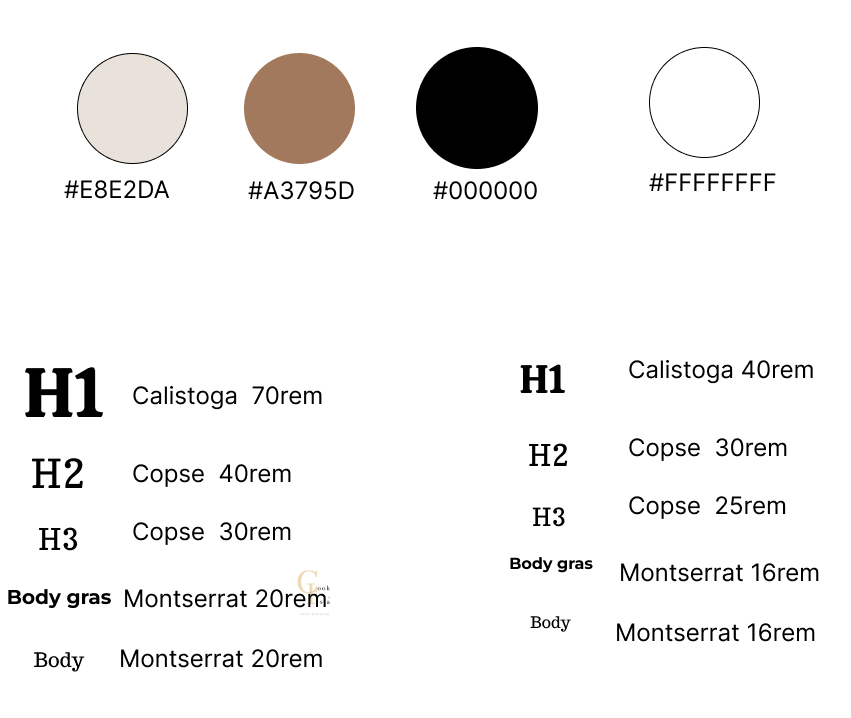 #E8E2DA
#A3795D
#000000
#FFFFFFFF
H1 Calistoga  70rem
H2 Copse  40rem
H3 Copse  30rem
Body gras Montserrat 20rem
Body Montserrat 20rem
H1 Calistoga 40rem
H2 Copse  30rem
H3 Copse  25rem
Body gras Montserrat 16rem
Body Montserrat 16rem